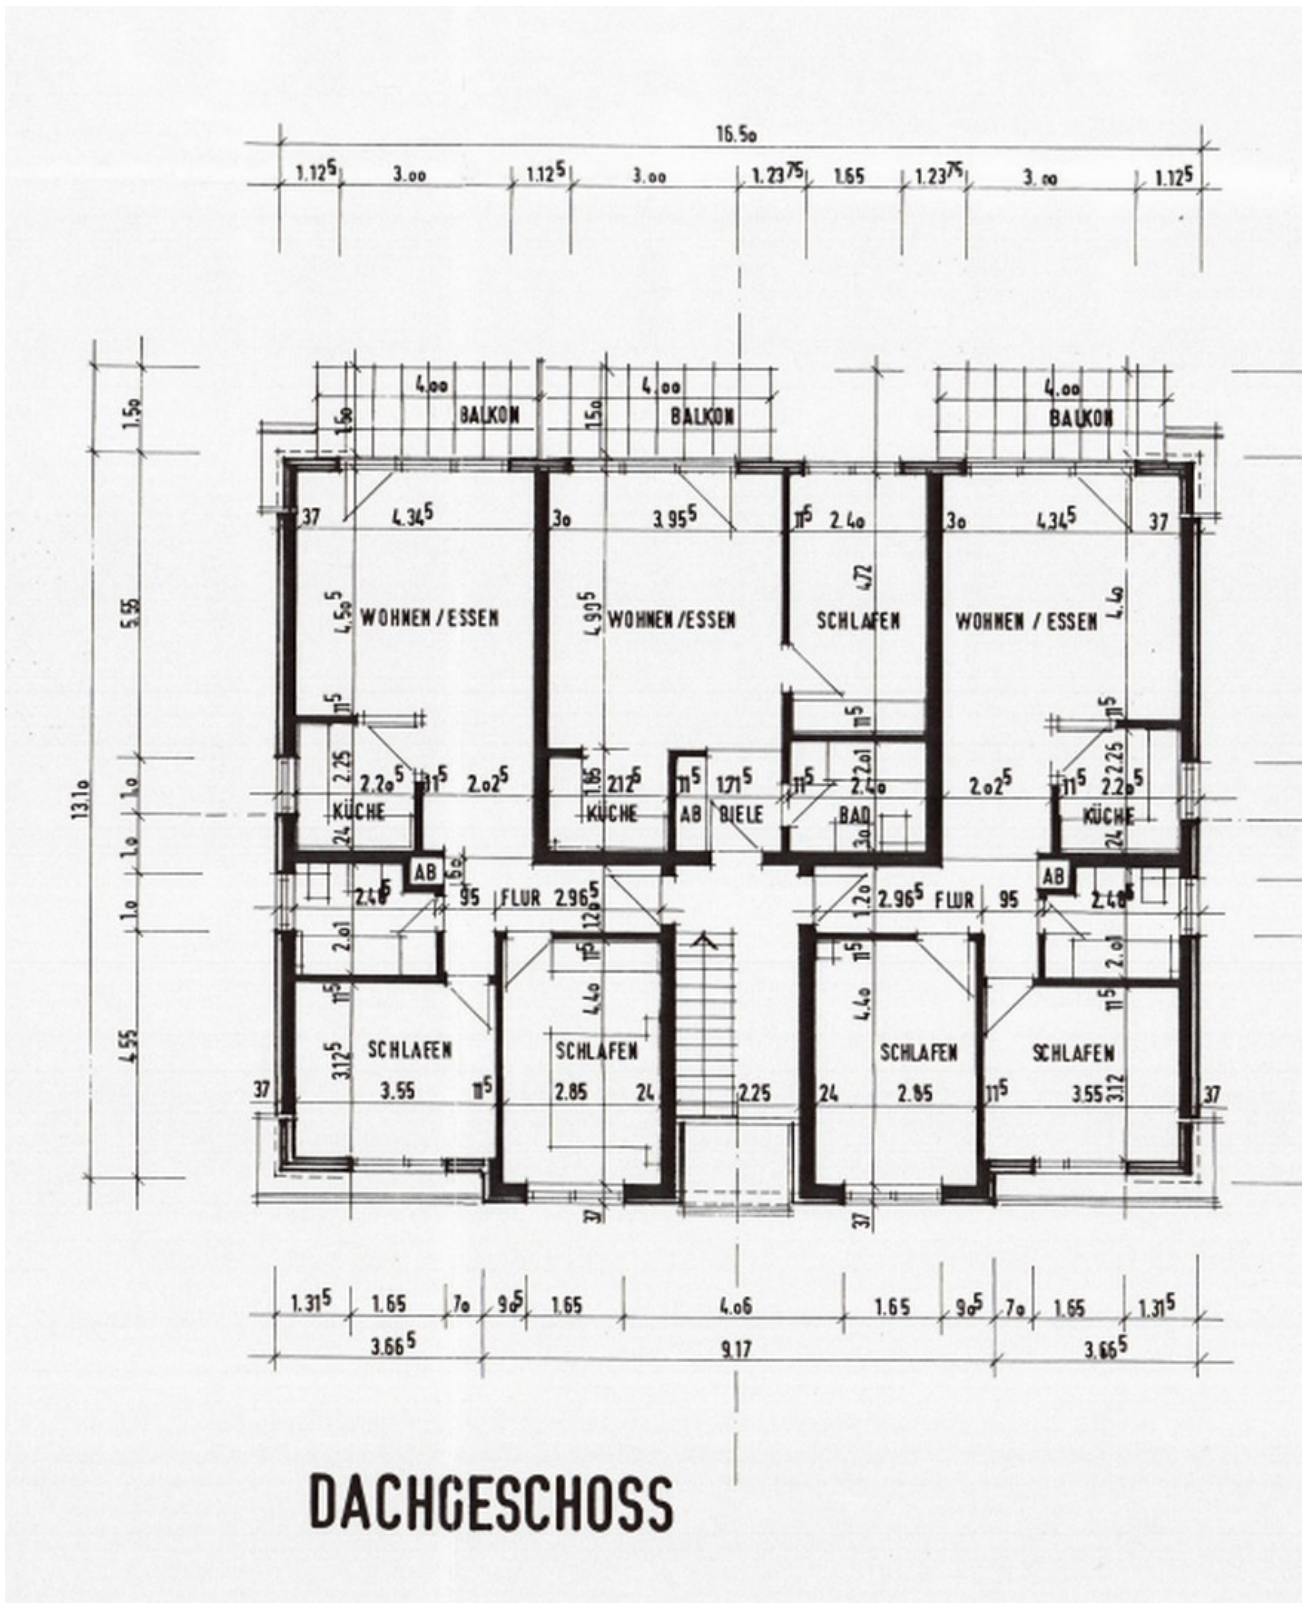 16.50
1.12⁵ 3.00 1.12⁵ 3.00 1.23⁷⁵ 1.65 1.23⁷⁵ 3.00 1.12⁵
4.00 4.00 4.00
BALKON BALKON BALKON
1.50 1.50
37 4.34⁵ 30 3.95⁵ 11⁵ 2.40 30 4.34⁵ 37
4.72
5.55 4.50⁵ 4.90⁵ 4.40
WOHNEN / ESSEN WOHNEN / ESSEN SCHLAFEN WOHNEN / ESSEN
11⁵ 11⁵ 11⁵
2.25 1.85 2.01 2.25
13.10 1.0 2.20⁵ 11⁵ 2.02⁵ 2.12⁵ 11⁵ 1.71⁵ 11⁵ 2.40 2.02⁵ 11⁵ 2.20⁵
KÜCHE KÜCHE AB DIELE BAD KÜCHE
1.0 24 30 24
AB 60 AB
1.0 2.48⁵ 95 FLUR 2.96⁵ 1.20 1.20 2.96⁵ FLUR 95 2.48⁵
2.01 11⁵ 11⁵ 2.01
11⁵ 4.40 4.40 11⁵
4.55 3.12⁵ 3.12
SCHLAFEN SCHLAFEN SCHLAFEN SCHLAFEN
37 3.55 11⁵ 2.85 24 2.25 24 2.85 11⁵ 3.55 37
37 37
1.31⁵ 1.65 70 90⁵ 1.65 4.06 1.65 90⁵ 70 1.65 1.31⁵
3.66⁵ 9.17 3.66⁵
DACHGESCHOSS